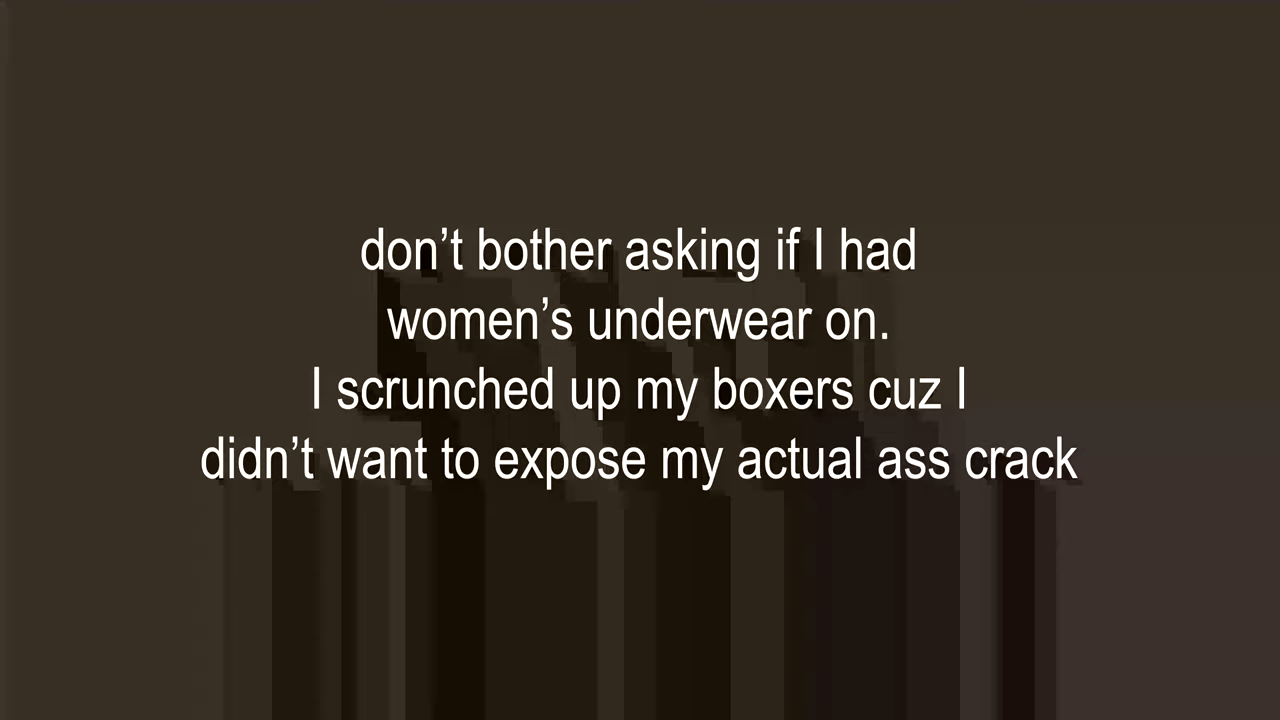 don’t bother asking if I had
women’s underwear on.
I scrunched up my boxers cuz I
didn’t want to expose my actual ass crack